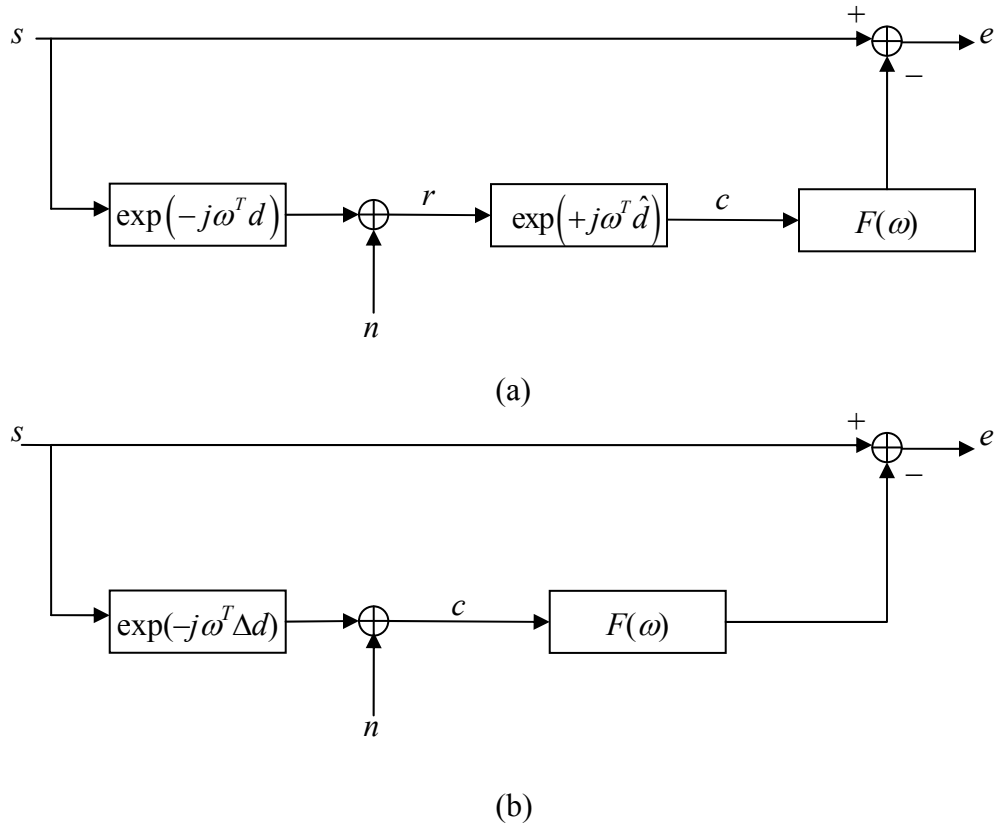 s
+
e
−
exp(−jω^T d)
r
exp(+jω^T d̂)
c
F(ω)
n
(a)
s
+
e
−
exp(−jω^T Δd)
c
F(ω)
n
(b)